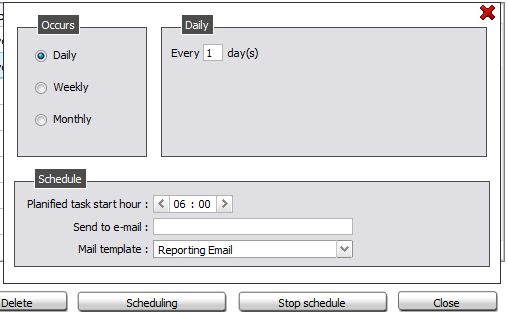 Occurs
Daily
Weekly
Monthly
Daily
Every 1 day(s)
Schedule
Planified task start hour : 06 : 00
Send to e-mail :
Mail template : Reporting Email
Delete Scheduling Stop schedule Close